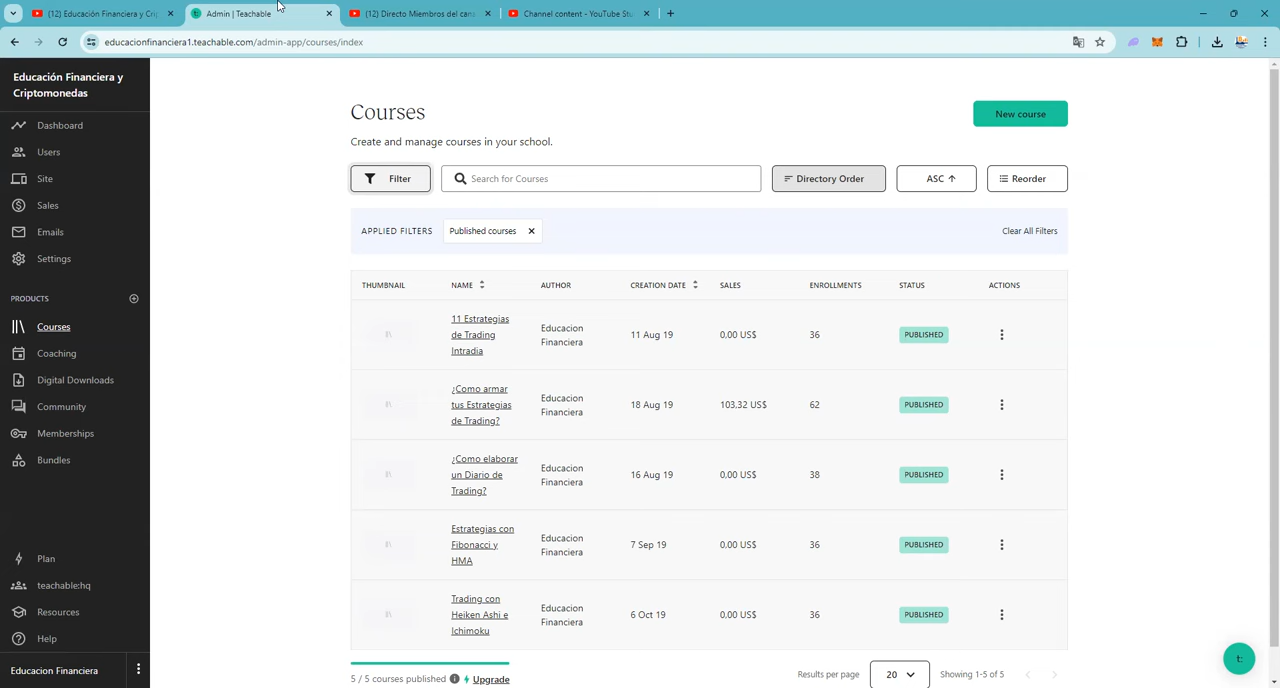 (12) Educación Financiera y Crip
Admin | Teachable
(12) Directo Miembros del cana
Channel content - YouTube Stu
educacionfinanciera1.teachable.com/admin-app/courses/index
Educación Financiera y
Criptomonedas
Dashboard
Users
Site
Sales
Emails
Settings
PRODUCTS
Courses
Coaching
Digital Downloads
Community
Memberships
Bundles
Plan
teachable:hq
Resources
Help
Educacion Financiera
Courses
New course
Create and manage courses in your school.
Filter
Search for Courses
Directory Order
ASC ↑
Reorder
APPLIED FILTERS
Published courses ×
Clear All Filters
THUMBNAIL NAME AUTHOR CREATION DATE SALES ENROLLMENTS STATUS ACTIONS
11 Estrategias
de Trading
Intradia
Educacion
Financiera
11 Aug 19
0,00 US$
36
PUBLISHED
¿Como armar
tus Estrategias
de Trading?
Educacion
Financiera
18 Aug 19
103,32 US$
62
PUBLISHED
¿Como elaborar
un Diario de
Trading?
Educacion
Financiera
16 Aug 19
0,00 US$
38
PUBLISHED
Estrategias con
Fibonacci y
HMA
Educacion
Financiera
7 Sep 19
0,00 US$
36
PUBLISHED
Trading con
Heiken Ashi e
Ichimoku
Educacion
Financiera
6 Oct 19
0,00 US$
36
PUBLISHED
5 / 5 courses published
Upgrade
Results per page
20
Showing 1-5 of 5
t: